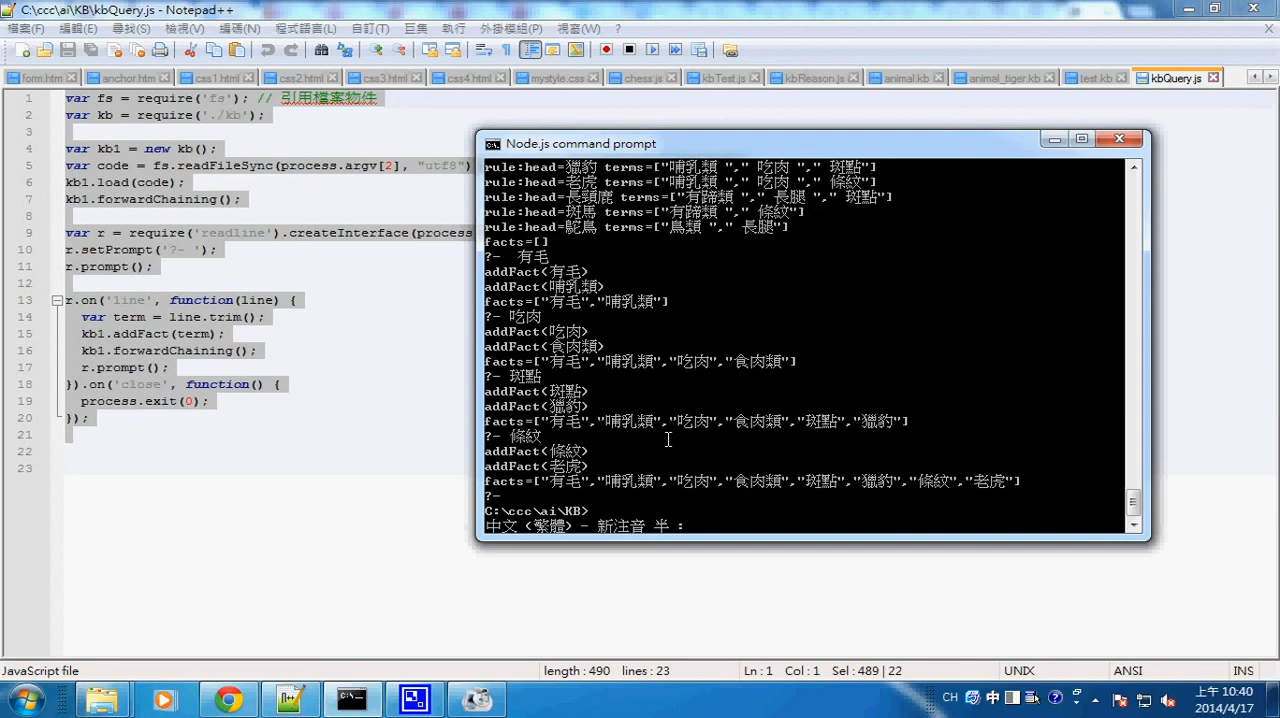 C:\ccc\ai\KB\kbQuery.js - Notepad++
檔案(F) 編輯(E) 尋找(S) 檢視(V) 編碼(N) 程式語言(L) 自訂(T) 巨集 執行 外掛模組(P) 視窗(W) ?
form.htm anchor.htm css1.html css2.html css3.html css4.html mystyle.css chess.js kbTest.js kbReason.js animal.kb animal_tiger.kb test.kb kbQuery.js
1 var fs = require('fs'); // 引用檔案物件
2 var kb = require('./kb');
3
4 var kb1 = new kb();
5 var code = fs.readFileSync(process.argv[2], "utf8")
6 kb1.load(code);
7 kb1.forwardChaining();
8
9 var r = require('readline').createInterface(process
10 r.setPrompt('?- ');
11 r.prompt();
12
13 r.on('line', function(line) {
14 var term = line.trim();
15 kb1.addFact(term);
16 kb1.forwardChaining();
17 r.prompt();
18 }).on('close', function() {
19 process.exit(0);
20 });
21
22
23
Node.js command prompt
rule:head=獵豹 terms=["哺乳類 "," 吃肉 "," 斑點"]
rule:head=老虎 terms=["哺乳類 "," 吃肉 "," 條紋"]
rule:head=長頸鹿 terms=["有蹄類 "," 長腿 "," 斑點"]
rule:head=斑馬 terms=["有蹄類 "," 條紋"]
rule:head=鴕鳥 terms=["鳥類 "," 長腿"]
facts=[]
?- 有毛
addFact(有毛)
addFact(哺乳類)
facts=["有毛","哺乳類"]
?- 吃肉
addFact(吃肉)
addFact(食肉類)
facts=["有毛","哺乳類","吃肉","食肉類"]
?- 斑點
addFact(斑點)
addFact(獵豹)
facts=["有毛","哺乳類","吃肉","食肉類","斑點","獵豹"]
?- 條紋
addFact(條紋)
addFact(老虎)
facts=["有毛","哺乳類","吃肉","食肉類","斑點","獵豹","條紋","老虎"]
?-
C:\ccc\ai\KB>
中文 (繁體) - 新注音 半 :
JavaScript file length : 490 lines : 23 Ln : 1 Col : 1 Sel : 489 | 22 UNIX ANSI INS
CH 中 上午 10:40
2014/4/17